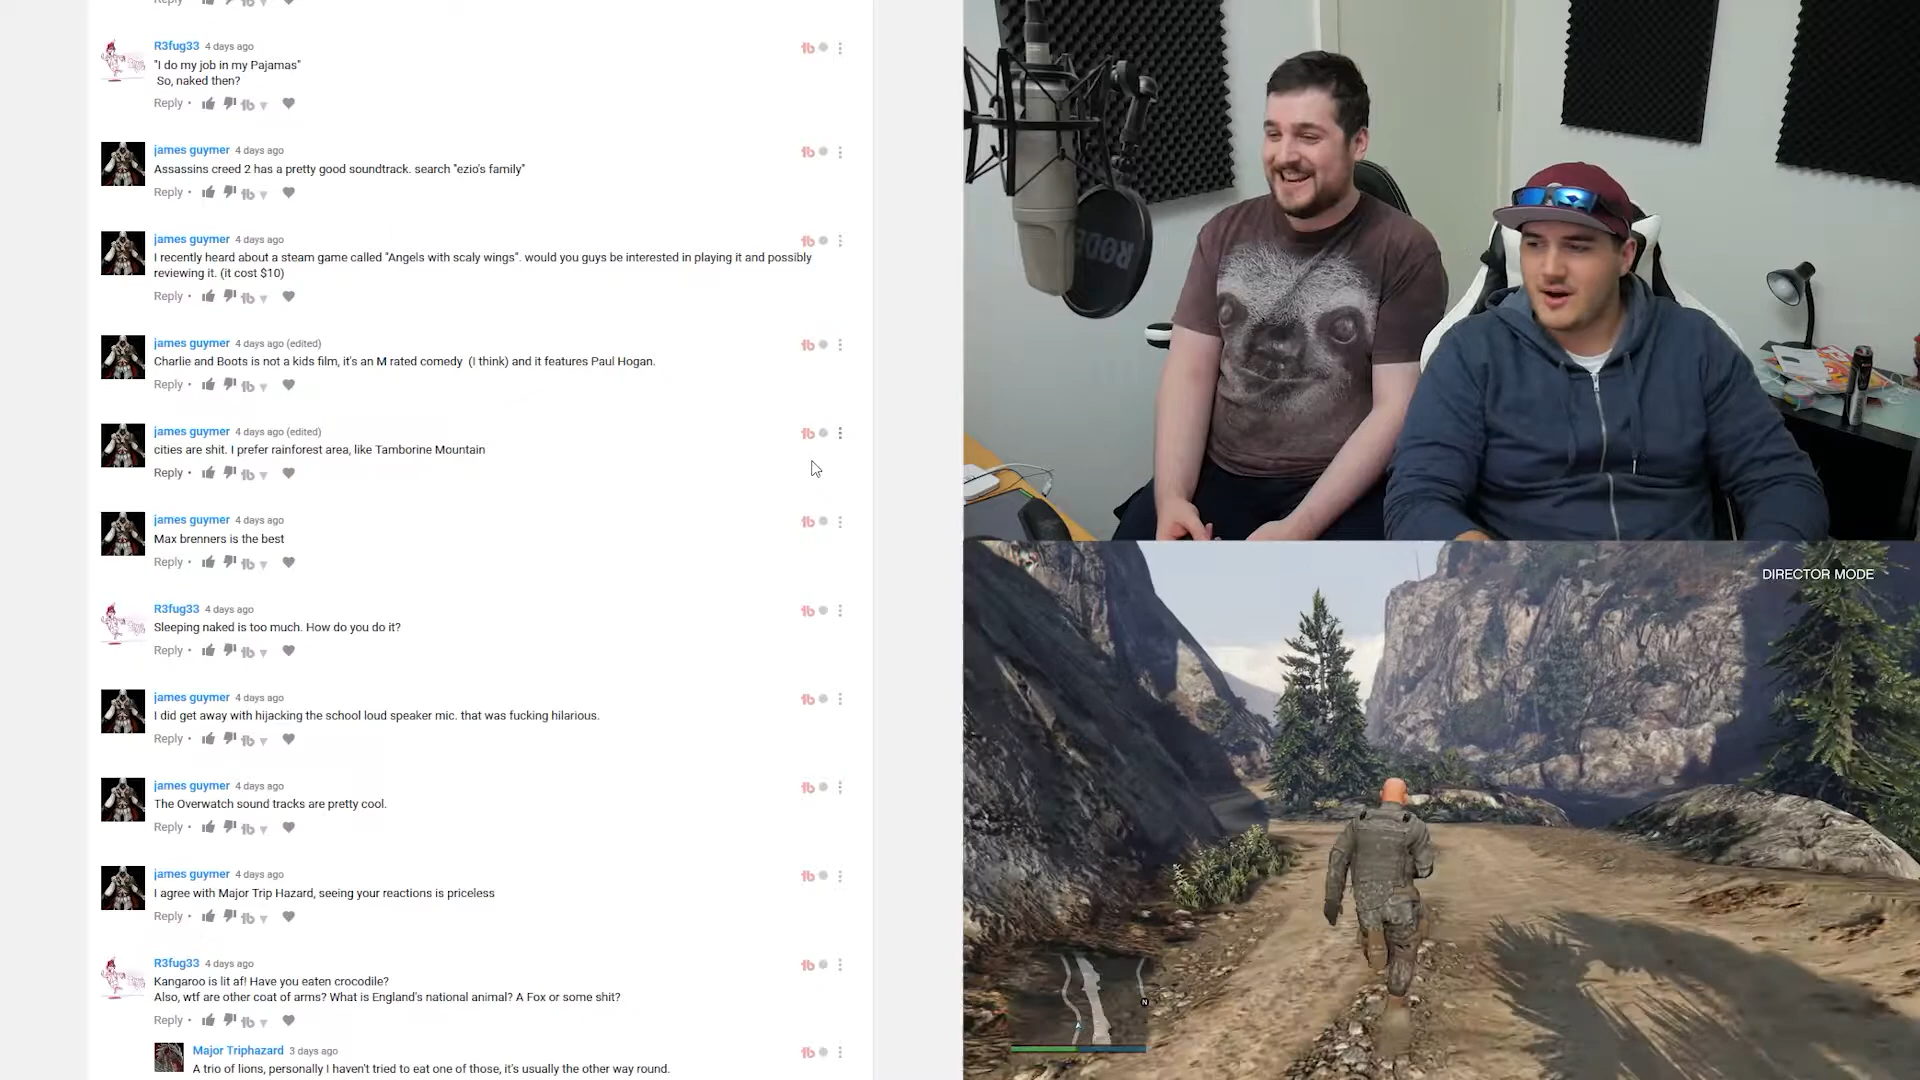 Reply •
R3fug33 4 days ago
"I do my job in my Pajamas"
So, naked then?
Reply •
james guymer 4 days ago
Assassins creed 2 has a pretty good soundtrack. search "ezio's family"
Reply •
james guymer 4 days ago
I recently heard about a steam game called "Angels with scaly wings". would you guys be interested in playing it and possibly
reviewing it. (it cost $10)
Reply •
james guymer 4 days ago (edited)
Charlie and Boots is not a kids film, it's an M rated comedy (I think) and it features Paul Hogan.
Reply •
james guymer 4 days ago (edited)
cities are shit. I prefer rainforest area, like Tamborine Mountain
Reply •
james guymer 4 days ago
Max brenners is the best
Reply •
R3fug33 4 days ago
Sleeping naked is too much. How do you do it?
Reply •
james guymer 4 days ago
I did get away with hijacking the school loud speaker mic. that was fucking hilarious.
Reply •
james guymer 4 days ago
The Overwatch sound tracks are pretty cool.
Reply •
james guymer 4 days ago
I agree with Major Trip Hazard, seeing your reactions is priceless
Reply •
R3fug33 4 days ago
Kangaroo is lit af! Have you eaten crocodile?
Also, wtf are other coat of arms? What is England's national animal? A Fox or some shit?
Reply •
Major Triphazard 3 days ago
A trio of lions, personally I haven't tried to eat one of those, it's usually the other way round.
RØDE
DIRECTOR MODE
N